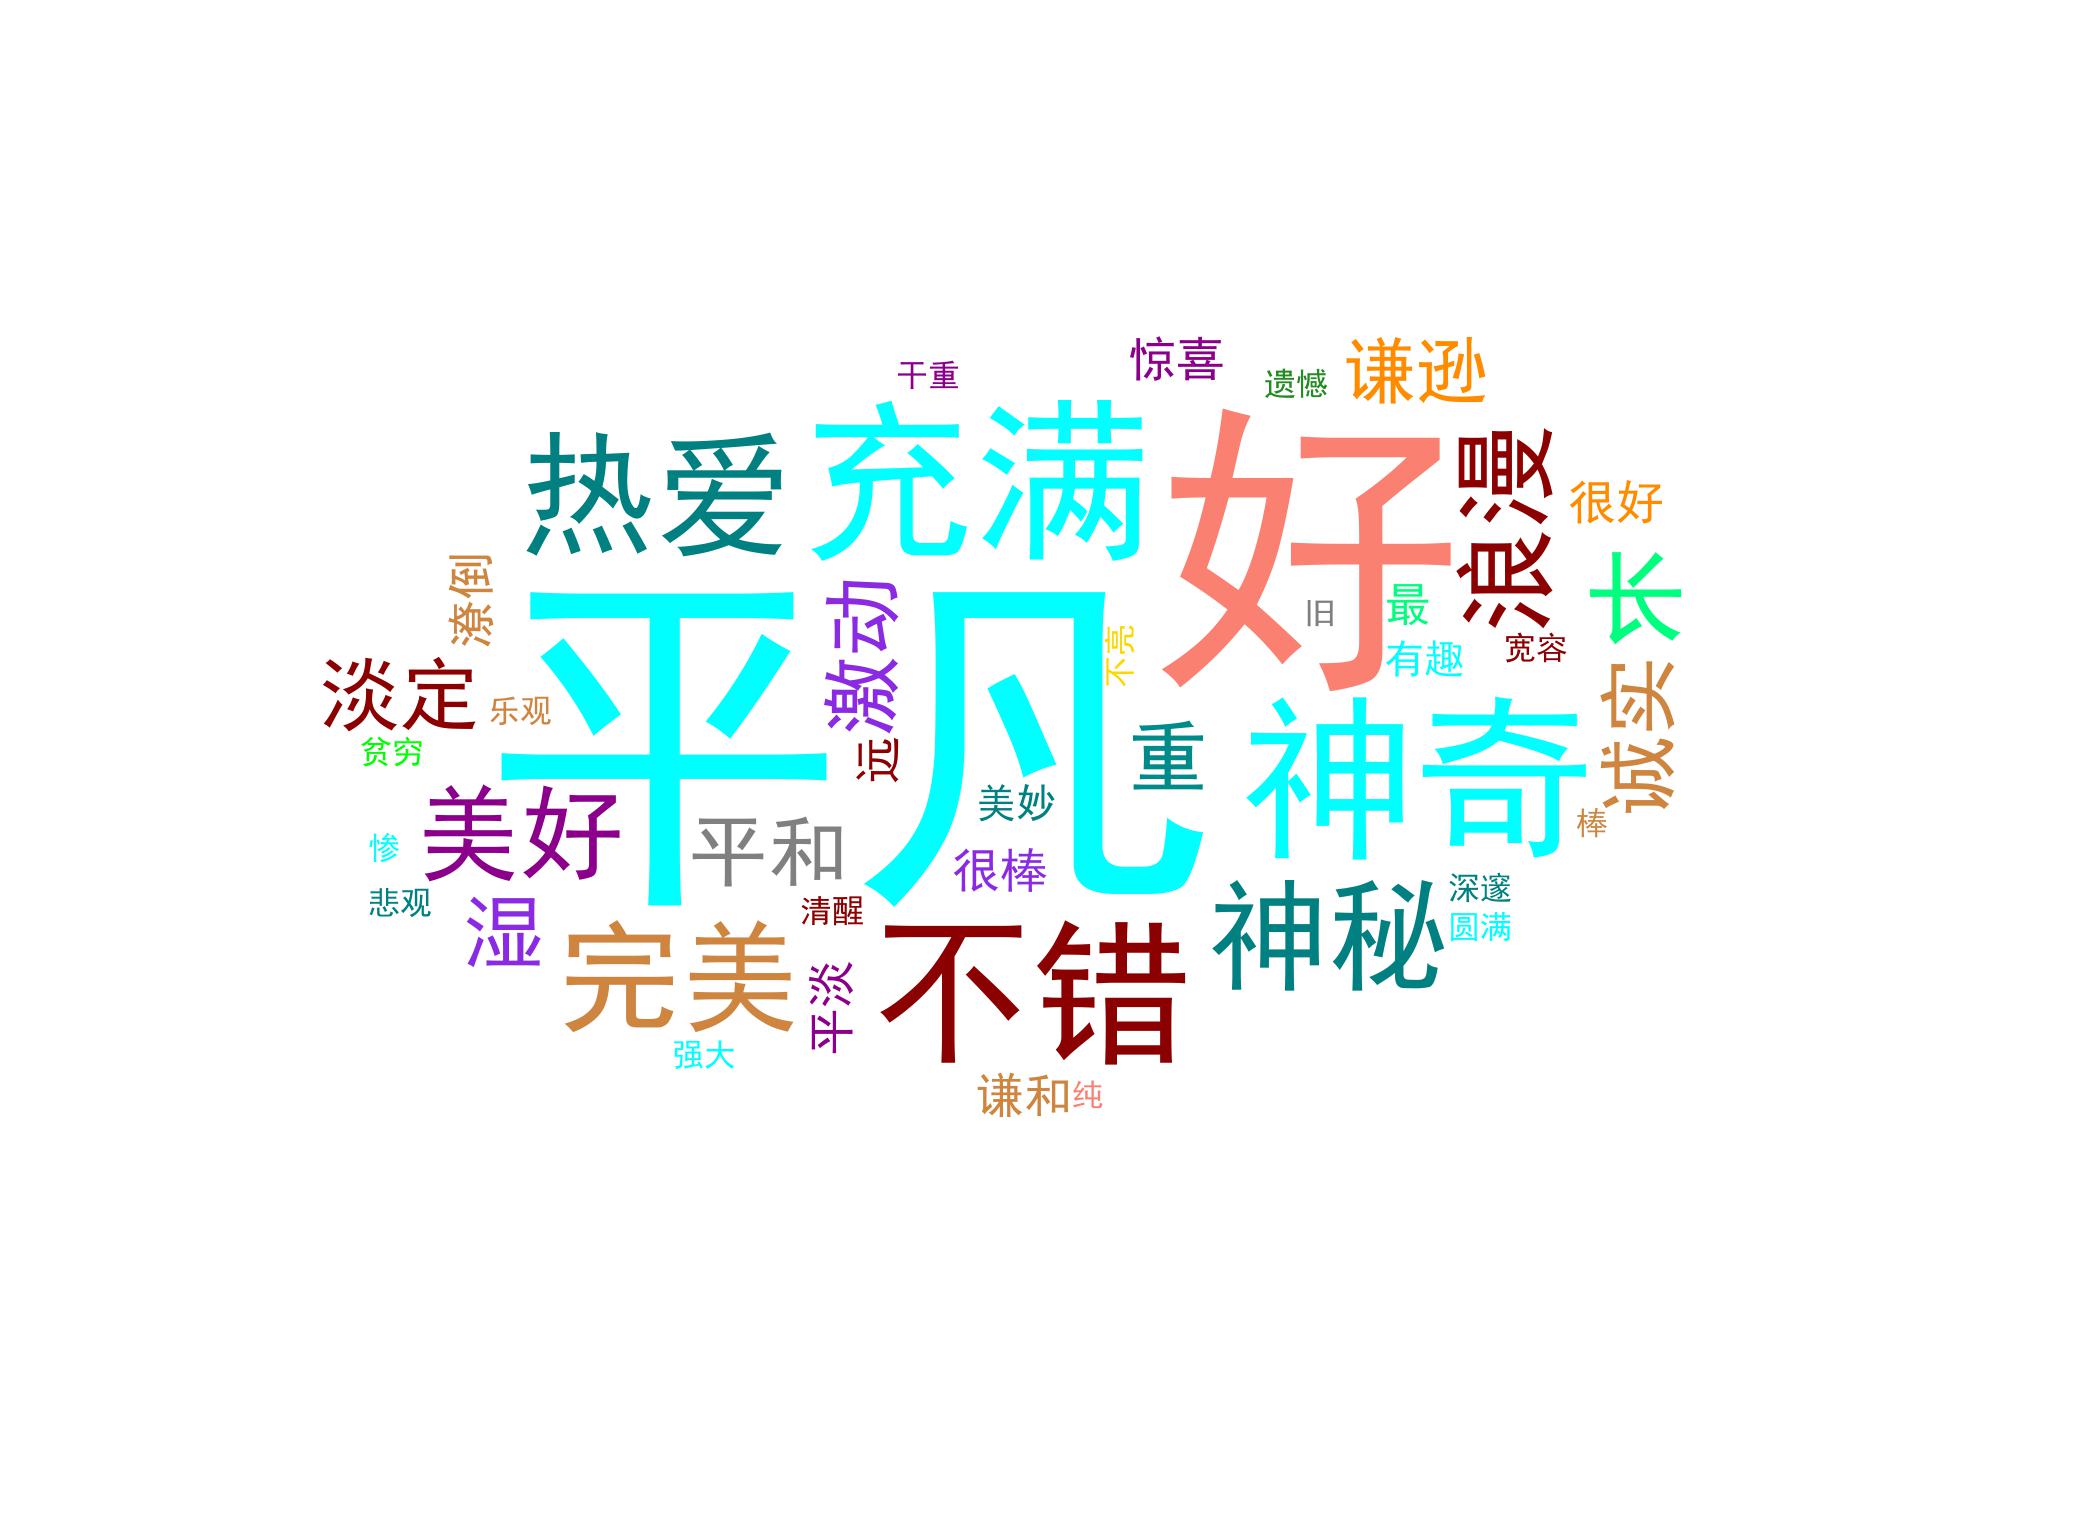 惊喜
谦逊
干重
遗憾
热爱
充满
好
浪漫
很好
潦倒
平凡
激动
不亮
旧
最
长
有趣
宽容
淡定
乐观
贫穷
远
重
神奇
诚实
美好
平和
美妙
棒
惨
很棒
悲观
湿
清醒
神秘
深邃
圆满
完美
平淡
不错
强大
谦和
纯